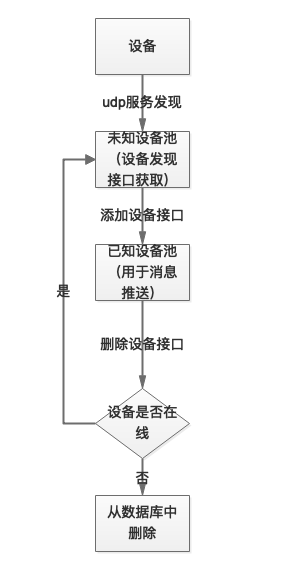 设备
udp服务发现
未知设备池
（设备发现
接口获取）
添加设备接口
已知设备池
（用于消息
推送）
是
删除设备接口
设备是否在
线
否
从数据库中
删除